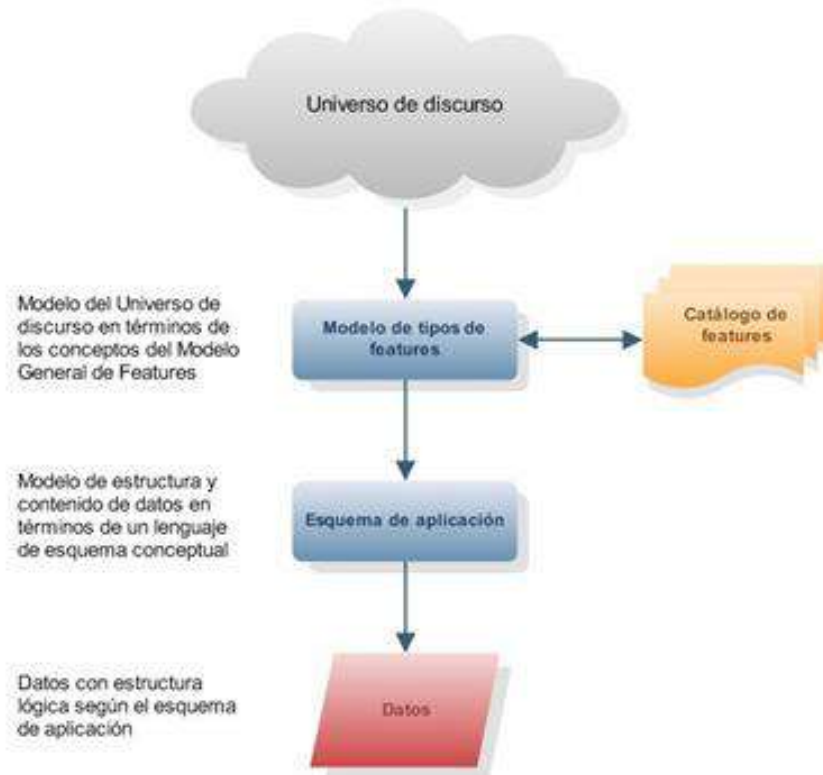 Universo de discurso
Modelo del Universo de
discurso en términos de
los conceptos del Modelo
General de Features
Modelo de tipos de
features
Catálogo de
features
Modelo de estructura y
contenido de datos en
términos de un lenguaje
de esquema conceptual
Esquema de aplicación
Datos con estructura
lógica según el esquema
de aplicación
Datos